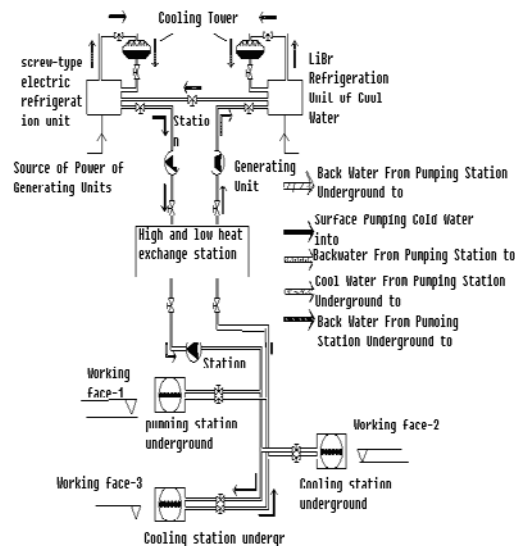 Cooling Tower
screw-type
electric
refrigerat
ion unit
LiBr
Refrigeration
Unit of Cool
Water
Statio
n
Source of Power of
Generating Units
Generating
Unit
Back Water From Pumping Station
Underground to
Surface Pumping Cold Water
into
Backwater From Pumping Station to
Cool Water From Pumping Station
Underground to
Back Water From Pumoing
Station Underground to
High and low heat
exchange station
Station
Working
face-1
pumping station
underground
Working face-2
Cooling station
underground
Working face-3
Cooling station undergr